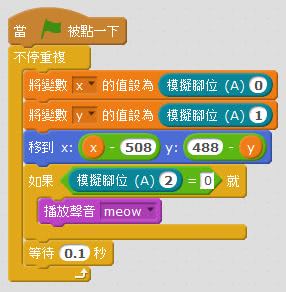 當 被點一下
不停重複
將變數 x 的值設為 模擬腳位 (A) 0
將變數 y 的值設為 模擬腳位 (A) 1
移到 x: x - 508 y: 488 - y
如果 模擬腳位 (A) 2 = 0 就
播放聲音 meow
等待 0.1 秒